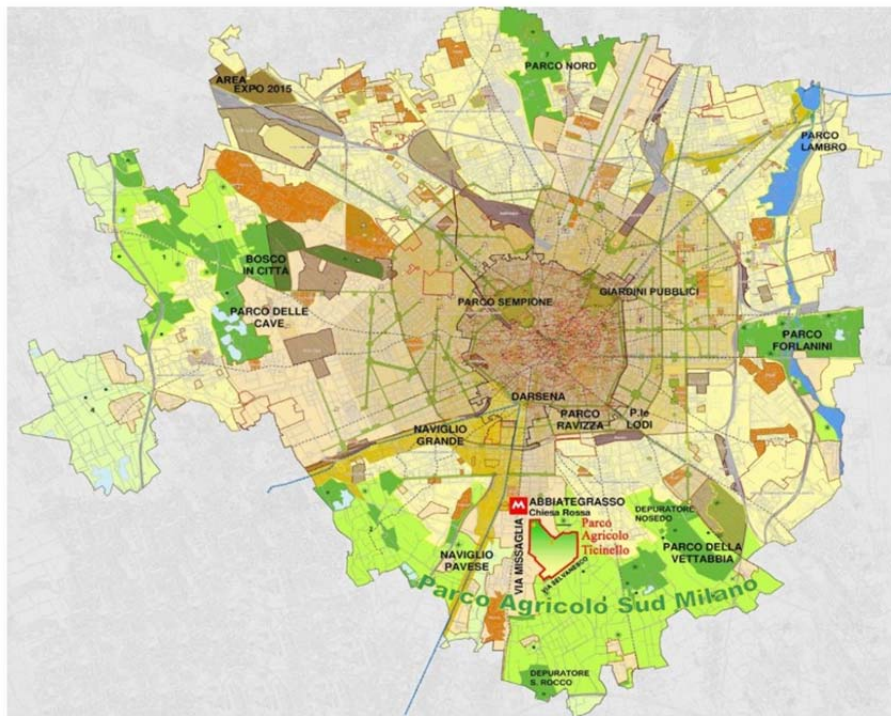 PARCO NORD
AREA
EXPO 2015
PARCO
LAMBRO
BOSCO
IN CITTÀ
PARCO SEMPIONE
GIARDINI PUBBLICI
PARCO DELLE
CAVE
PARCO
FORLANINI
DARSENA
PARCO
RAVIZZA
P.le
LODI
NAVIGLIO
GRANDE
M
ABBIATEGRASSO
Chiesa Rossa
DEPURATORE
NOSEDO
Parco
Agricolo
Ticinello
NAVIGLIO
PAVESE
VIA MISSAGLIA
VIA SELVANESCO
PARCO DELLA
VETTABBIA
Parco Agricolo Sud Milano
DEPURATORE
S. ROCCO